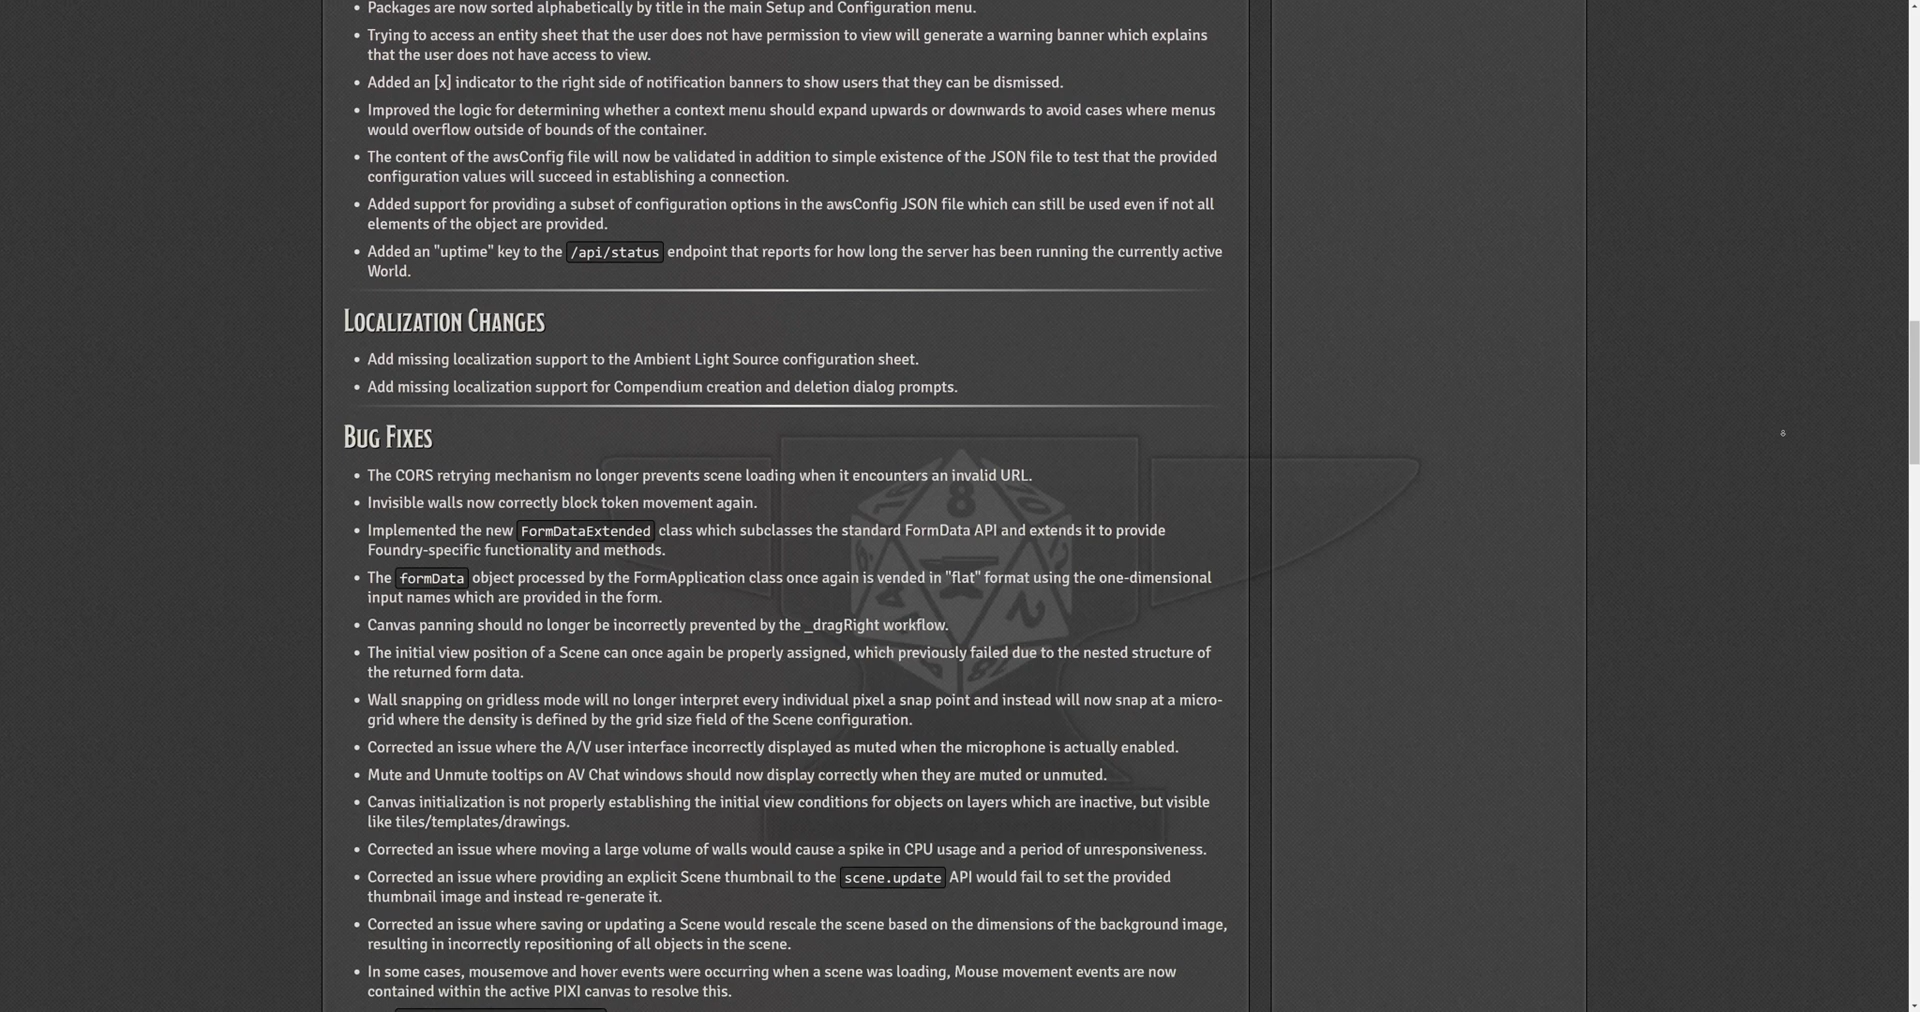 Packages are now sorted alphabetically by title in the main Setup and Configuration menu.
Trying to access an entity sheet that the user does not have permission to view will generate a warning banner which explains
that the user does not have access to view.
Added an [x] indicator to the right side of notification banners to show users that they can be dismissed.
Improved the logic for determining whether a context menu should expand upwards or downwards to avoid cases where menus
would overflow outside of bounds of the container.
The content of the awsConfig file will now be validated in addition to simple existence of the JSON file to test that the provided
configuration values will succeed in establishing a connection.
Added support for providing a subset of configuration options in the awsConfig JSON file which can still be used even if not all
elements of the object are provided.
Added an "uptime" key to the /api/status endpoint that reports for how long the server has been running the currently active
World.
Localization Changes
Add missing localization support to the Ambient Light Source configuration sheet.
Add missing localization support for Compendium creation and deletion dialog prompts.
Bug Fixes
The CORS retrying mechanism no longer prevents scene loading when it encounters an invalid URL.
Invisible walls now correctly block token movement again.
Implemented the new FormDataExtended class which subclasses the standard FormData API and extends it to provide
Foundry-specific functionality and methods.
The formData object processed by the FormApplication class once again is vended in "flat" format using the one-dimensional
input names which are provided in the form.
Canvas panning should no longer be incorrectly prevented by the _dragRight workflow.
The initial view position of a Scene can once again be properly assigned, which previously failed due to the nested structure of
the returned form data.
Wall snapping on gridless mode will no longer interpret every individual pixel a snap point and instead will now snap at a micro-
grid where the density is defined by the grid size field of the Scene configuration.
Corrected an issue where the A/V user interface incorrectly displayed as muted when the microphone is actually enabled.
Mute and Unmute tooltips on AV Chat windows should now display correctly when they are muted or unmuted.
Canvas initialization is not properly establishing the initial view conditions for objects on layers which are inactive, but visible
like tiles/templates/drawings.
Corrected an issue where moving a large volume of walls would cause a spike in CPU usage and a period of unresponsiveness.
Corrected an issue where providing an explicit Scene thumbnail to the scene.update API would fail to set the provided
thumbnail image and instead re-generate it.
Corrected an issue where saving or updating a Scene would rescale the scene based on the dimensions of the background image,
resulting in incorrectly repositioning of all objects in the scene.
In some cases, mousemove and hover events were occurring when a scene was loading, Mouse movement events are now
contained within the active PIXI canvas to resolve this.